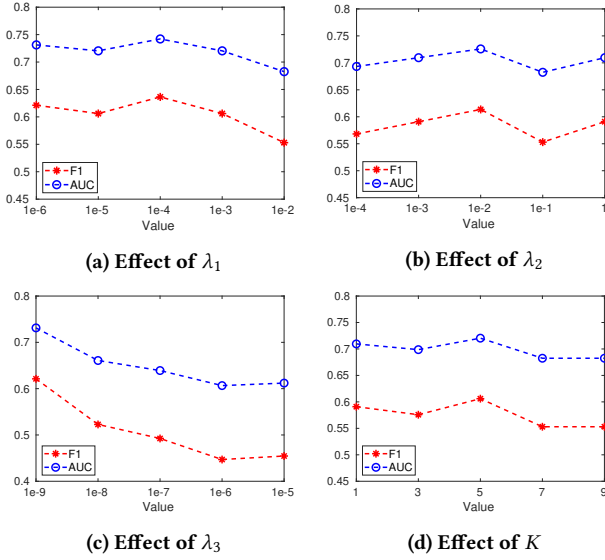 0.8
0.75
0.7
0.65
0.6
0.55
0.5
0.45
F1
AUC
1e-6 1e-5 1e-4 1e-3 1e-2
Value
(a) Effect of λ1
0.8
0.75
0.7
0.65
0.6
0.55
0.5
0.45
F1
AUC
1e-4 1e-3 1e-2 1e-1 1
Value
(b) Effect of λ2
0.8
0.7
0.6
0.5
0.4
F1
AUC
1e-9 1e-8 1e-7 1e-6 1e-5
Value
(c) Effect of λ3
0.8
0.75
0.7
0.65
0.6
0.55
0.5
0.45
F1
AUC
1 3 5 7 9
Value
(d) Effect of K